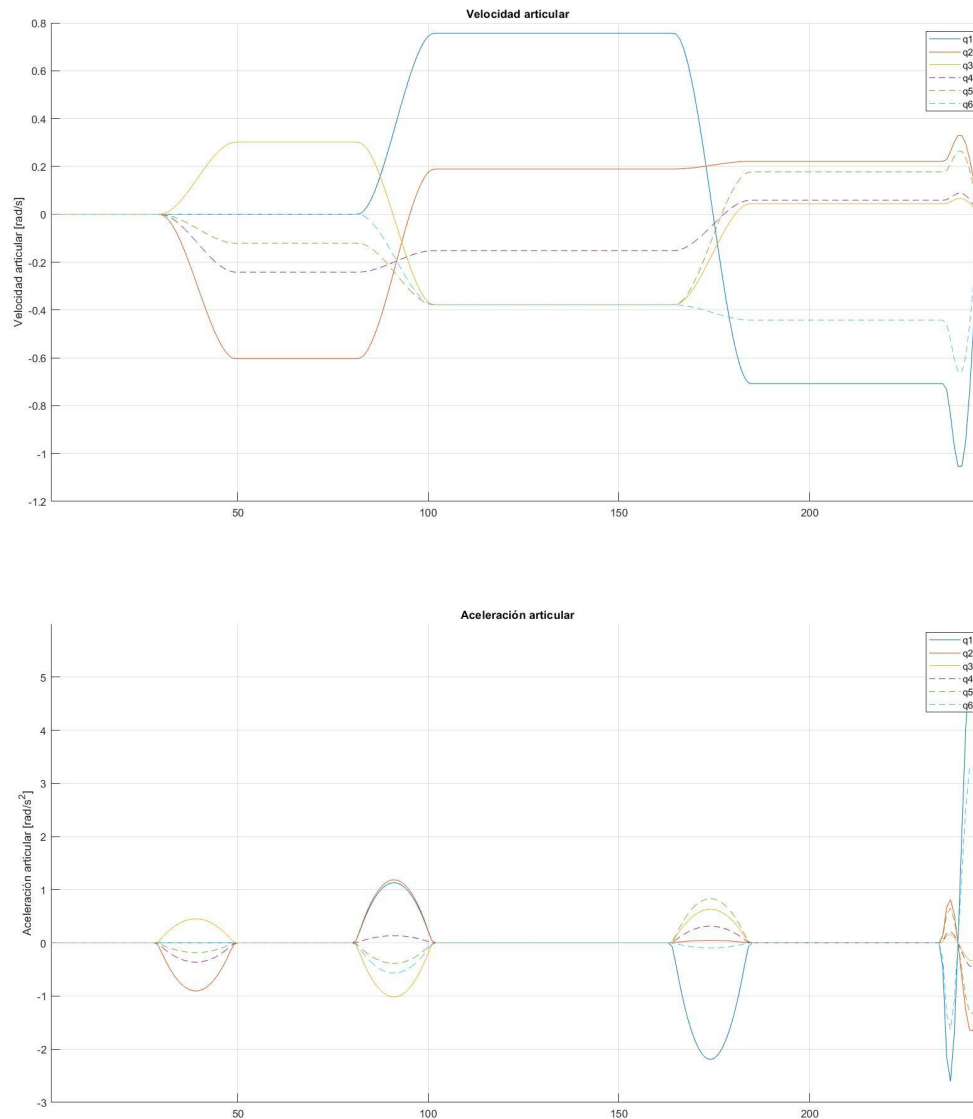 Velocidad articular
0.8
0.6
0.4
0.2
0
-0.2
-0.4
-0.6
-0.8
-1
-1.2
Velocidad articular [rad/s]
50
100
150
200
q1
q2
q3
q4
q5
q6
Aceleración articular
5
4
3
2
1
0
-1
-2
-3
Aceleración articular [rad/s²]
50
100
150
200
q1
q2
q3
q4
q5
q6